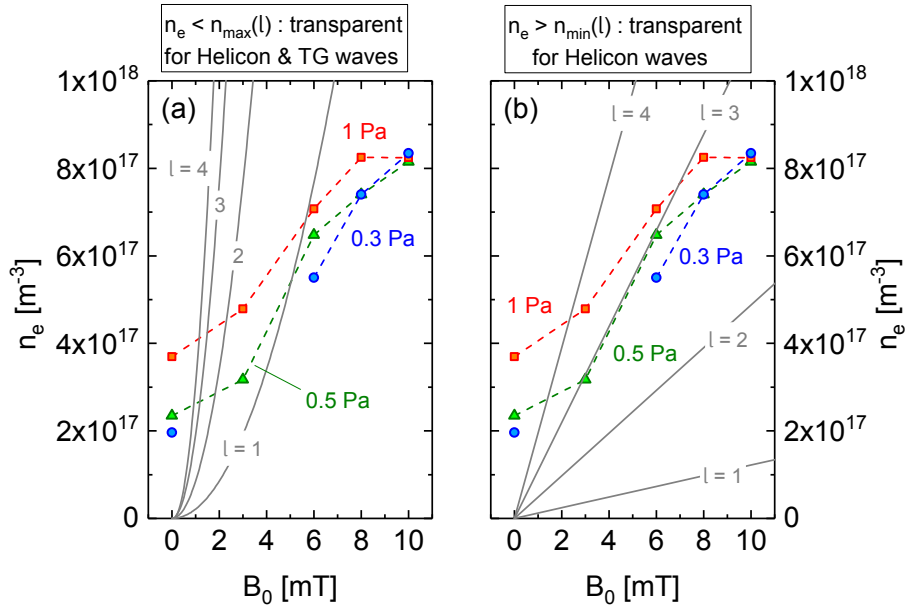 n_e < n_max(l) : transparent
for Helicon & TG waves
n_e > n_min(l) : transparent
for Helicon waves
1x10^18
8x10^17
6x10^17
4x10^17
2x10^17
0
n_e [m^-3]
(a)
1 Pa
l = 4
3
2
0.3 Pa
0.5 Pa
l = 1
0 2 4 6 8 10
B_0 [mT]
(b)
l = 4
l = 3
0.3 Pa
1 Pa
l = 2
0.5 Pa
l = 1
0 2 4 6 8 10
B_0 [mT]
1x10^18
8x10^17
6x10^17
4x10^17
2x10^17
0
n_e [m^-3]